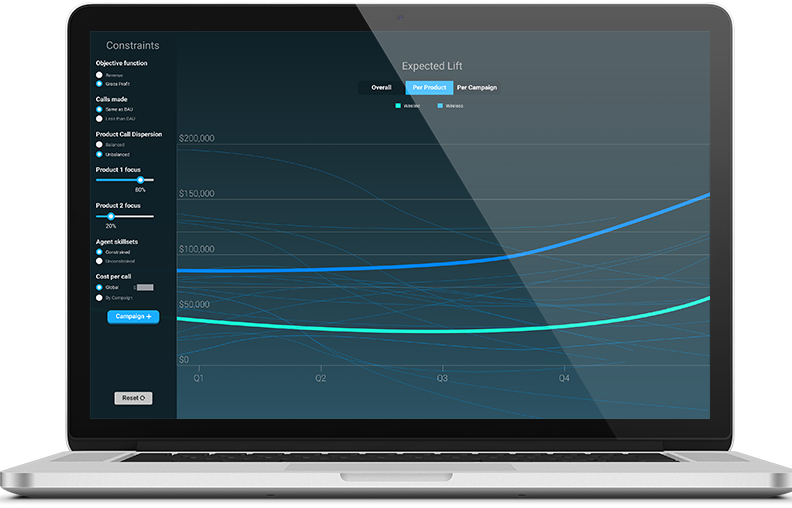 Constraints
Objective function
Revenue
Gross Profit
Calls made
Same as BAU
Less than BAU
Product Call Dispersion
Balanced
Unbalanced
Product 1 focus
80%
Product 2 focus
20%
Agent skillsets
Constrained
Unconstrained
Cost per call
Global
$
By Campaign
Campaign +
Reset
Expected Lift
Overall Per Product Per Campaign
Wireline Wireless
$200,000
$150,000
$100,000
$50,000
$0
Q1 Q2 Q3 Q4